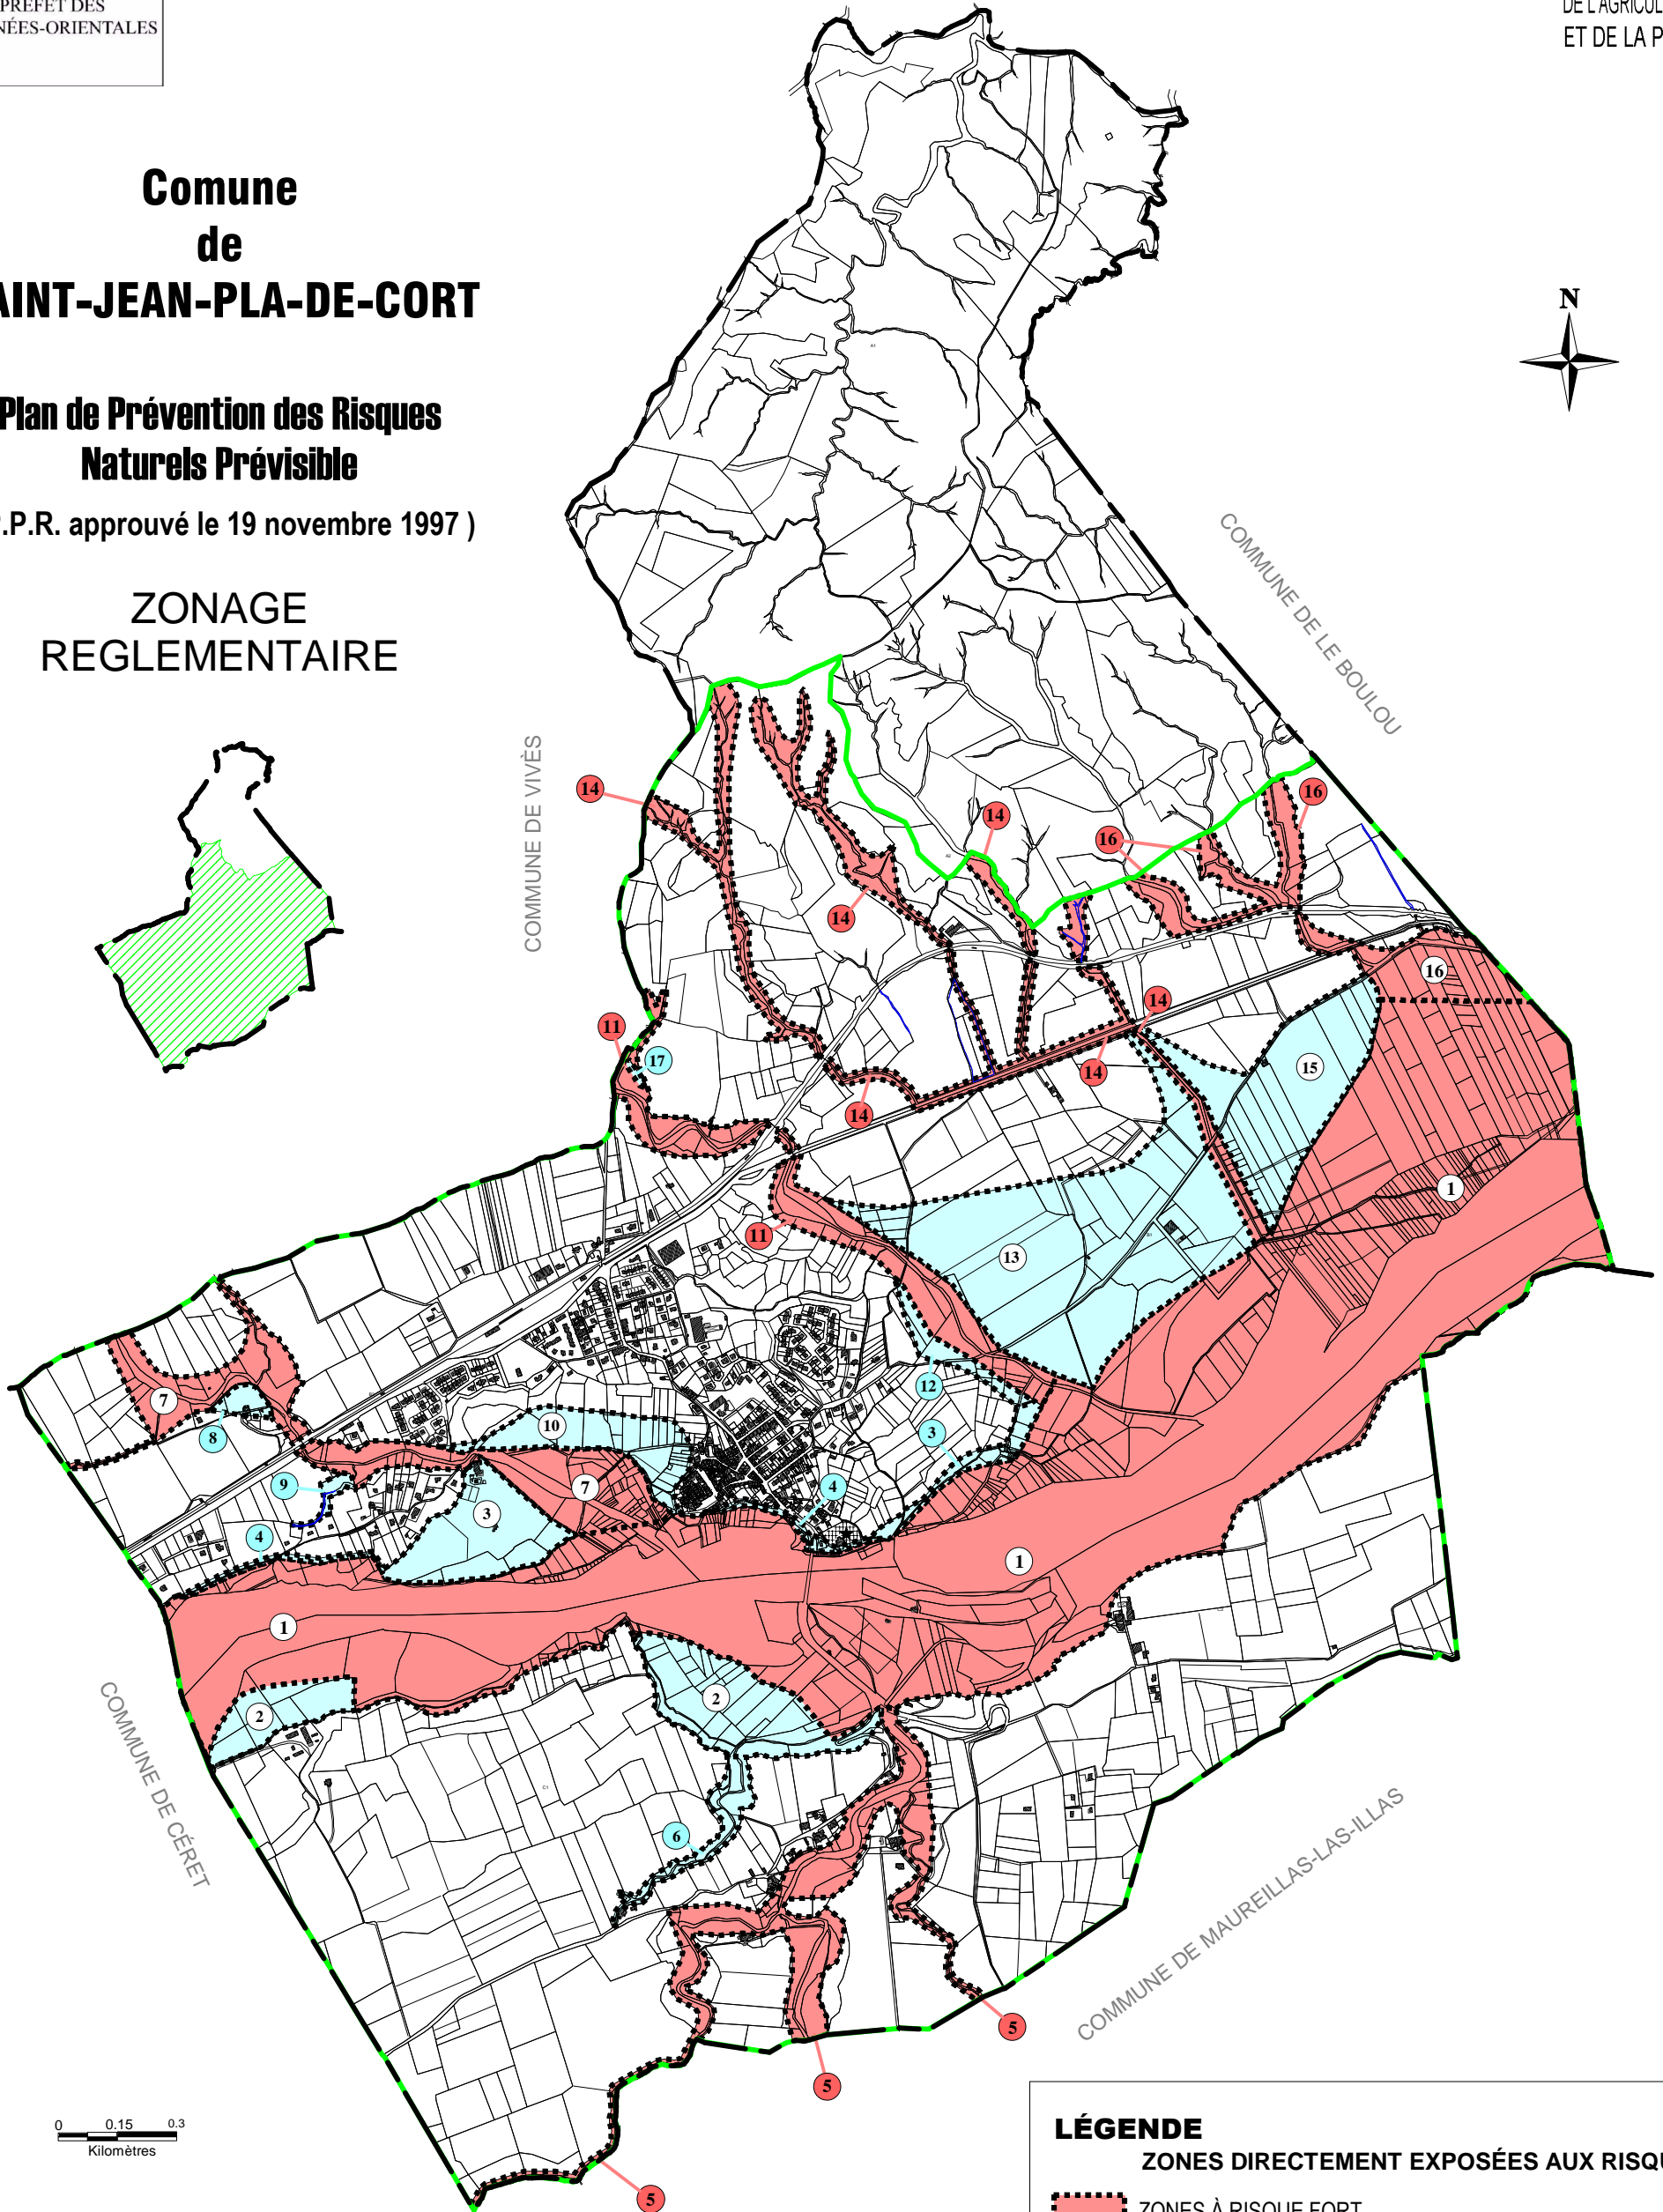 PREFET DES
NÉES-ORIENTALES
DE L'AGRICUL
ET DE LA P
Comune
de
AINT-JEAN-PLA-DE-CORT
Plan de Prévention des Risques
Naturels Prévisible
.P.R. approuvé le 19 novembre 1997 )
ZONAGE
REGLEMENTAIRE
N
COMMUNE DE LE BOULOU
COMMUNE DE VIVÈS
14
14
16
16
14
16
14
11
17
15
14
14
1
11
13
7
12
8
10
3
9
7
4
3
4
1
1
2
2
COMMUNE DE CÉRET
6
COMMUNE DE MAUREILLAS-LAS-ILLAS
5
5
5
0 0.15 0.3
Kilomètres
LÉGENDE
ZONES DIRECTEMENT EXPOSÉES AUX RISQU
ZONES À RISQUE FORT